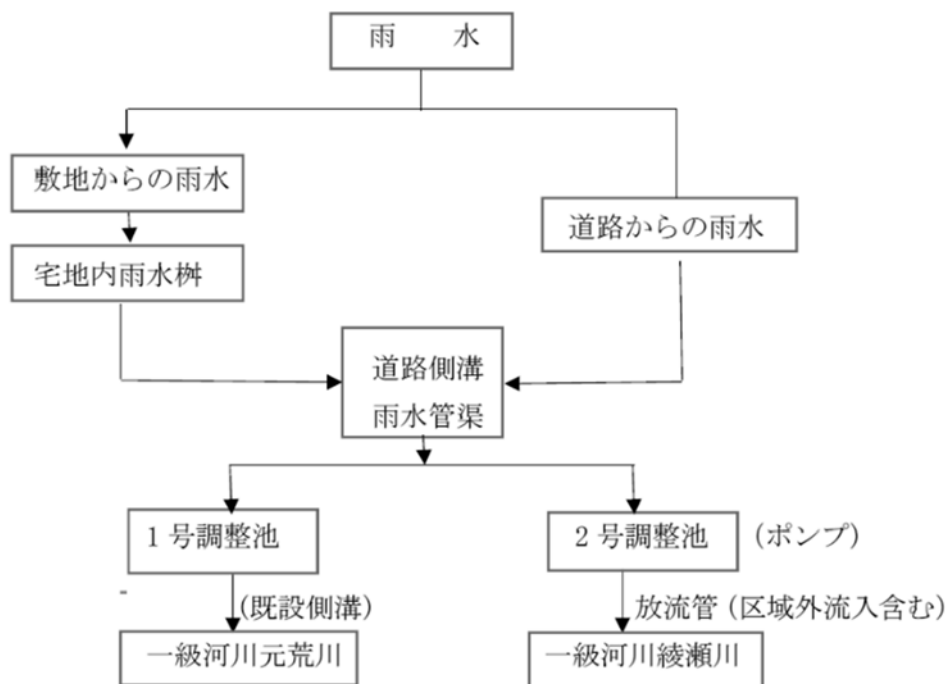 雨　　水
敷地からの雨水
道路からの雨水
宅地内雨水桝
道路側溝
雨水管渠
1 号調整池
2 号調整池 (ポンプ)
(既設側溝)
放流管 (区域外流入含む)
一級河川元荒川
一級河川綾瀬川